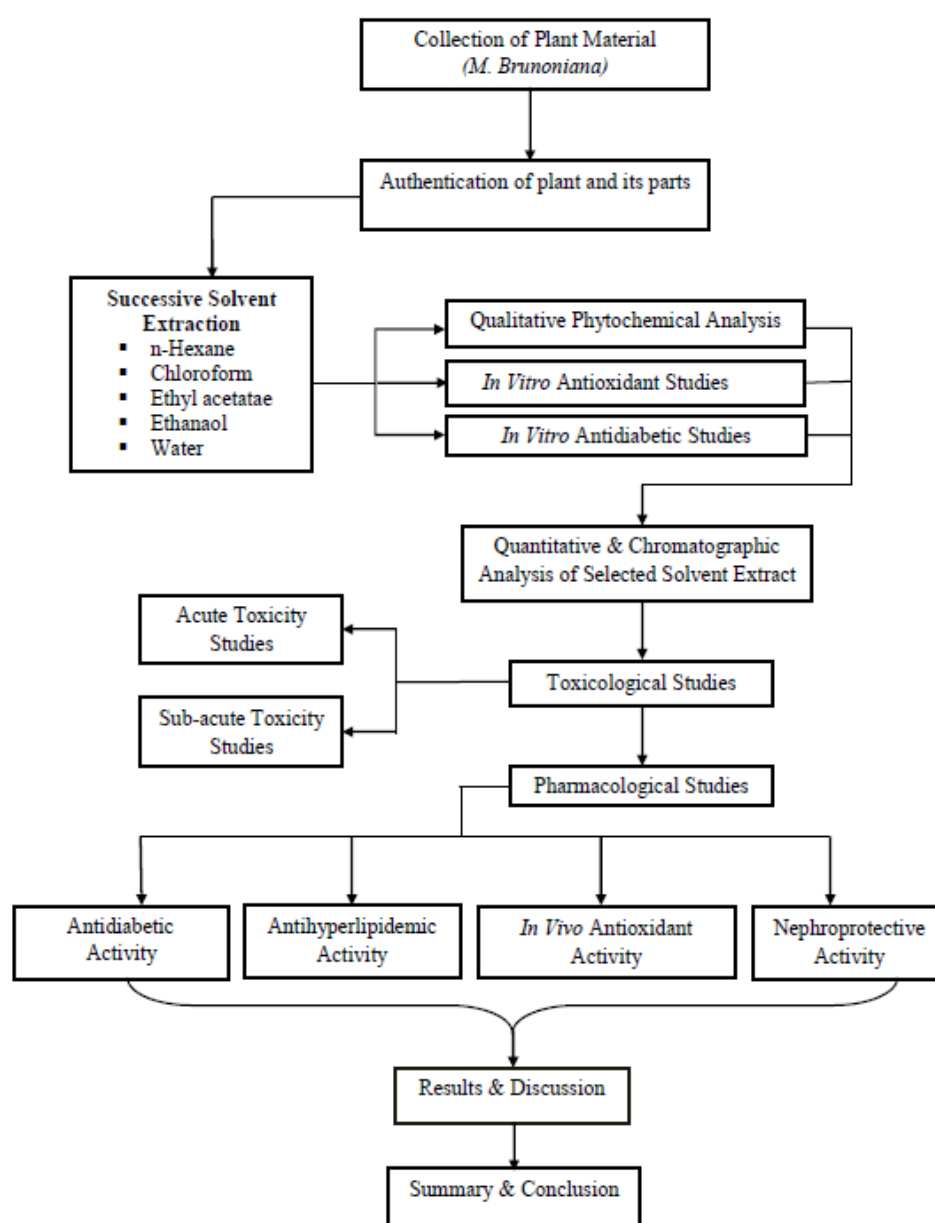 Collection of Plant Material
(M. Brunoniana)
Authentication of plant and its parts
Successive Solvent
Extraction
▪ n-Hexane
▪ Chloroform
▪ Ethyl acetatae
▪ Ethanaol
▪ Water
Qualitative Phytochemical Analysis
In Vitro Antioxidant Studies
In Vitro Antidiabetic Studies
Quantitative & Chromatographic
Analysis of Selected Solvent Extract
Acute Toxicity
Studies
Toxicological Studies
Sub-acute Toxicity
Studies
Pharmacological Studies
Antidiabetic
Activity
Antihyperlipidemic
Activity
In Vivo Antioxidant
Activity
Nephroprotective
Activity
Results & Discussion
Summary & Conclusion